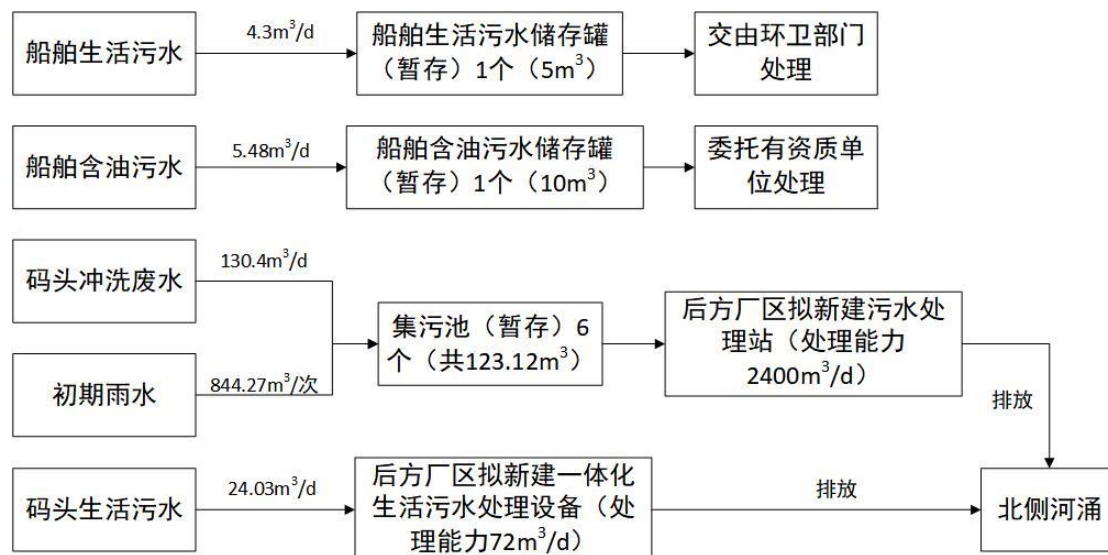 船舶生活污水
4.3m³/d
船舶生活污水储存罐
（暂存）1个（5m³）
交由环卫部门
处理
船舶含油污水
5.48m³/d
船舶含油污水储存罐
（暂存）1个（10m³）
委托有资质单
位处理
码头冲洗废水
130.4m³/d
初期雨水
844.27m³/次
集污池（暂存）6
个（共123.12m³）
后方厂区拟新建污水处
理站（处理能力
2400m³/d）
排放
码头生活污水
24.03m³/d
后方厂区拟新建一体化
生活污水处理设备（处
理能力72m³/d）
排放
北侧河涌